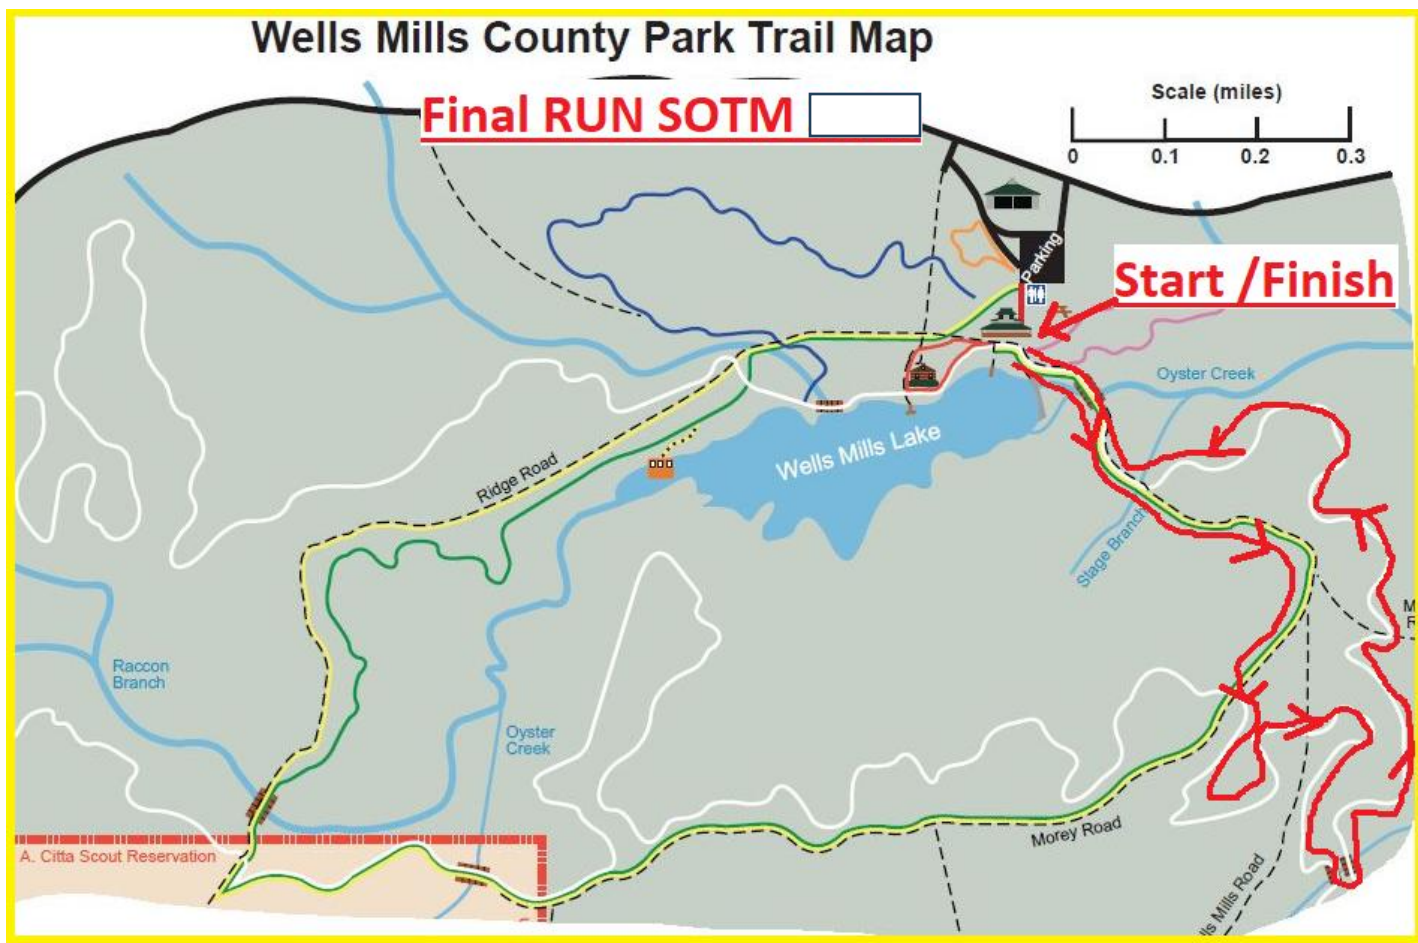 Wells Mills County Park Trail Map
Final RUN SOTM
Scale (miles)
0 0.1 0.2 0.3
Parking
Start /Finish
Oyster Creek
Wells Mills Lake
Ridge Road
Stage Branch
Raccon
Branch
Oyster
Creek
Morey Road
A. Citta Scout Reservation
Mills Road